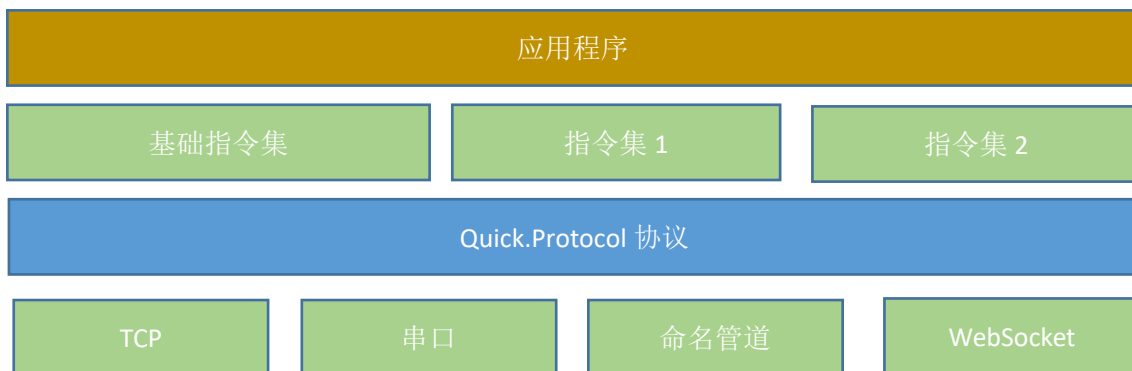 应用程序
基础指令集
指令集 1
指令集 2
Quick.Protocol 协议
TCP
串口
命名管道
WebSocket